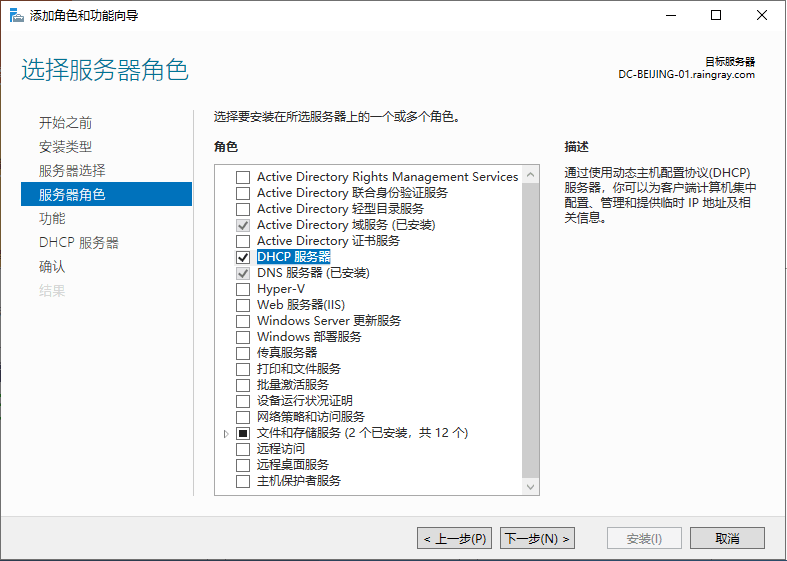 添加角色和功能向导
选择服务器角色
目标服务器
DC-BEIJING-01.raingray.com
开始之前
安装类型
服务器选择
服务器角色
功能
DHCP 服务器
确认
结果
选择要安装在所选服务器上的一个或多个角色。
角色
Active Directory Rights Management Services
Active Directory 联合身份验证服务
Active Directory 轻型目录服务
Active Directory 域服务 (已安装)
Active Directory 证书服务
DHCP 服务器
DNS 服务器 (已安装)
Hyper-V
Web 服务器(IIS)
Windows Server 更新服务
Windows 部署服务
传真服务器
打印和文件服务
批量激活服务
设备运行状况证明
网络策略和访问服务
文件和存储服务 (2 个已安装，共 12 个)
远程访问
远程桌面服务
主机保护者服务
描述
通过使用动态主机配置协议(DHCP)
服务器，你可以为客户端计算机集中
配置、管理和提供临时 IP 地址及相
关信息。
< 上一步(P)
下一步(N) >
安装(I)
取消